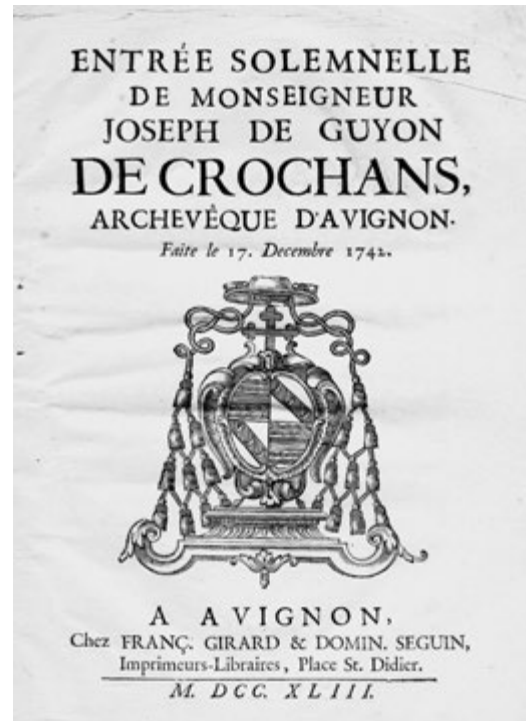 ENTRÉE SOLEMNELLE
DE MONSEIGNEUR
JOSEPH DE GUYON
DE CROCHANS,
ARCHEVÊQUE D'AVIGNON.
Faite le 17. Decembre 1742.
A AVIGNON,
Chez FRANÇ. GIRARD & DOMIN. SEGUIN,
Imprimeurs-Libraires, Place St. Didier.
M. DCC. XLIII.